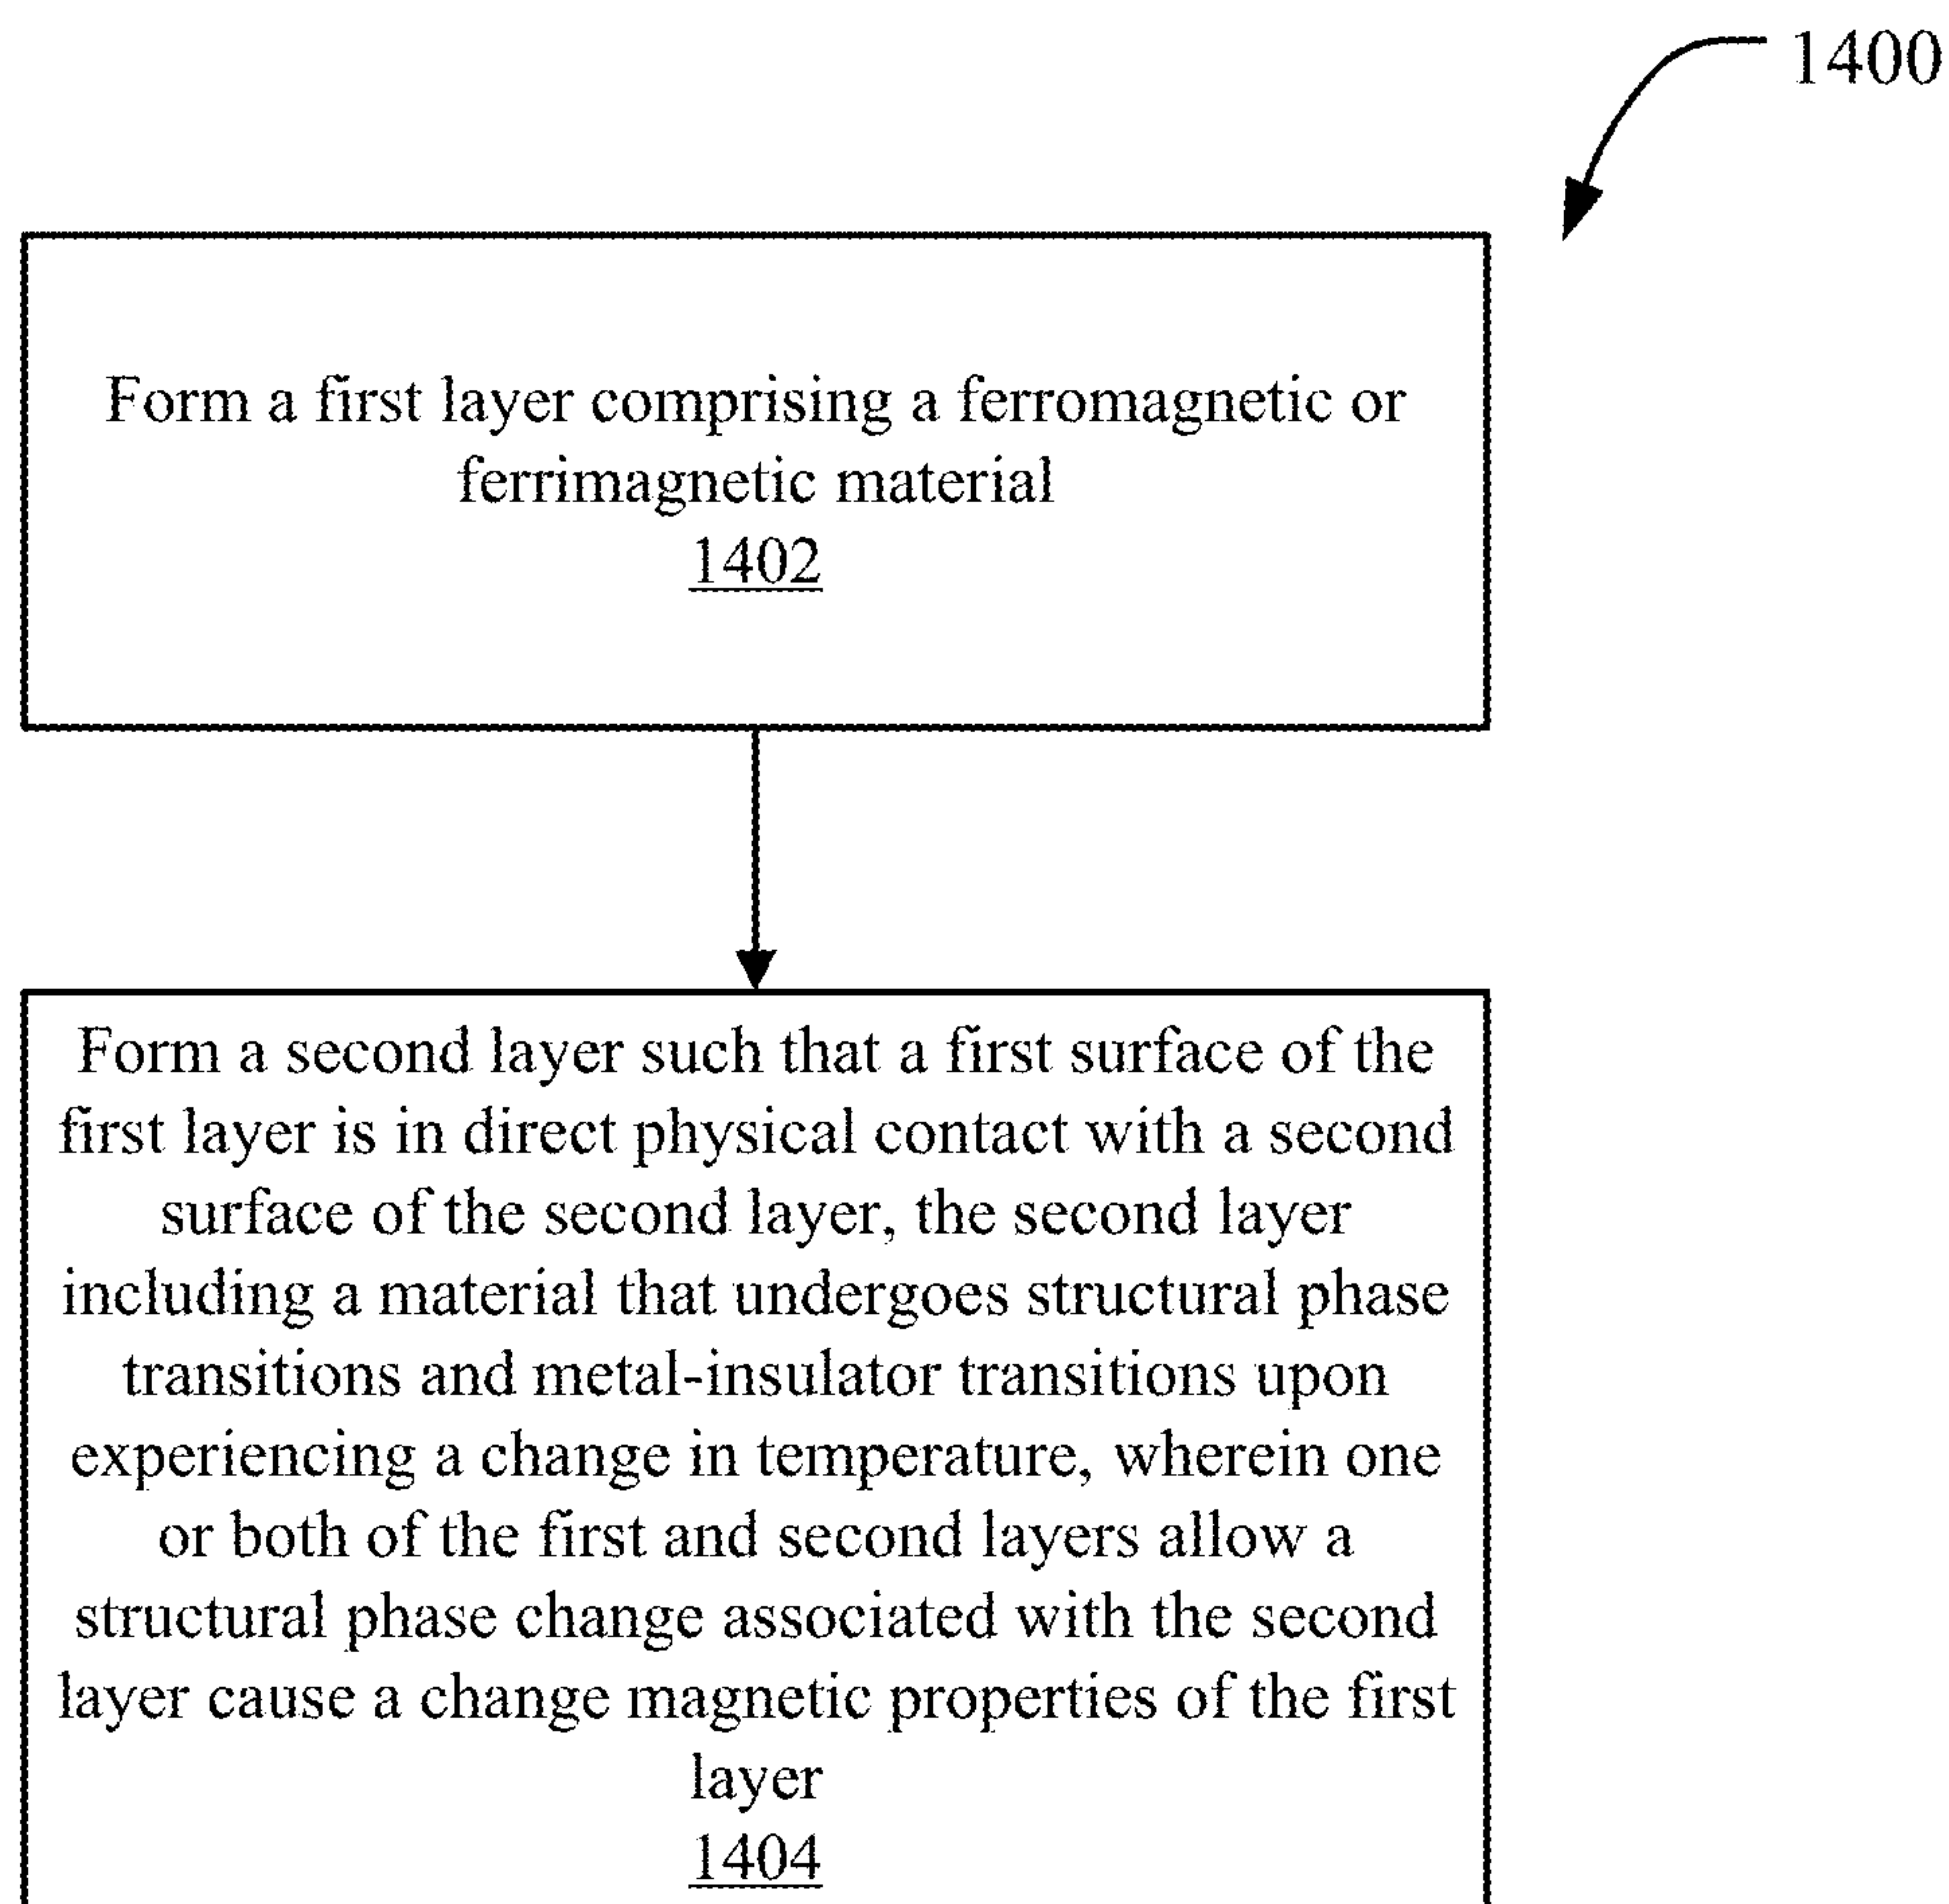 1400
Form a first layer comprising a ferromagnetic or
ferrimagnetic material
1402
Form a second layer such that a first surface of the
first layer is in direct physical contact with a second
surface of the second layer, the second layer
including a material that undergoes structural phase
transitions and metal-insulator transitions upon
experiencing a change in temperature, wherein one
or both of the first and second layers allow a
structural phase change associated with the second
layer cause a change magnetic properties of the first
layer
1404